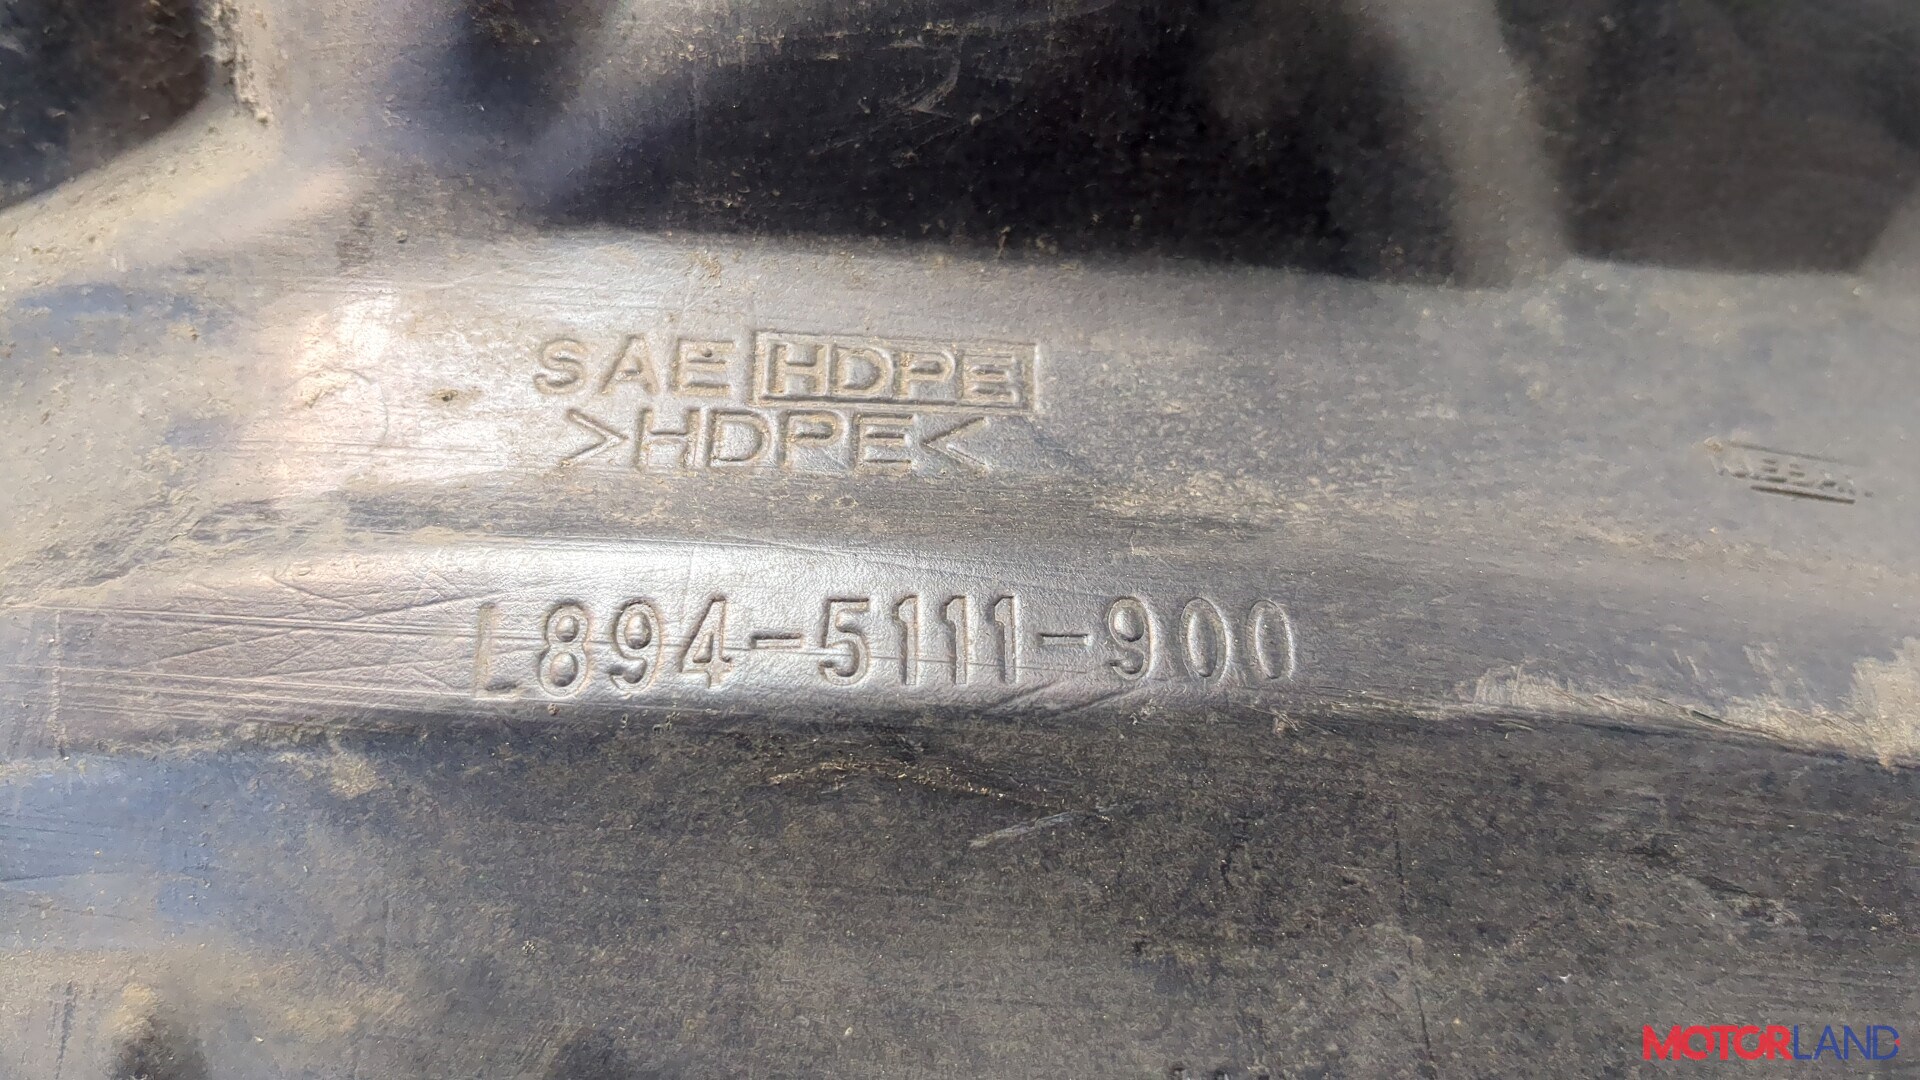 SAE HDPE
>HDPE<
L894-5111-900
MOTORLAND